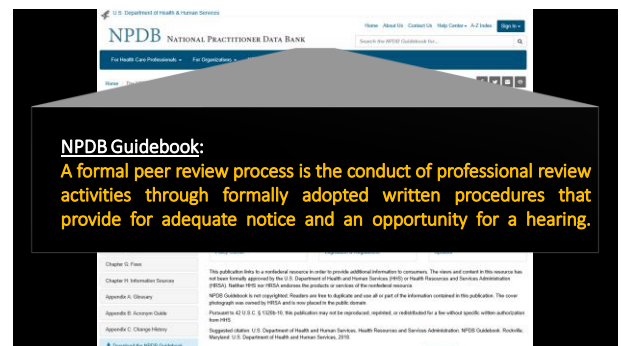 U.S. Department of Health & Human Services
Home About Us Contact Us Help Center A-Z Index Sign In
NPDB NATIONAL PRACTITIONER DATA BANK
Search the NPDB Guidebook for...
For Health Care Professionals For Organizations
Home
NPDB Guidebook:
A formal peer review process is the conduct of professional review
activities through formally adopted written procedures that
provide for adequate notice and an opportunity for a hearing.
Chapter G: Fees
Chapter H: Information Sources
Appendix A: Glossary
Appendix B: Acronym Guide
Appendix C: Change History
Download the NPDB Guidebook
This publication links to a nonfederal resource in order to provide additional information to consumers. The views and content in this resource has
not been formally approved by the U.S. Department of Health and Human Services (HHS) or Health Resources and Services Administration
(HRSA). Neither HHS nor HRSA endorses the products or services of the nonfederal resource.
NPDB Guidebook is not copyrighted. Readers are free to duplicate and use all or part of the information contained in this publication. The cover
photograph was owned by HRSA and is now placed in the public domain.
Pursuant to 42 U.S.C. § 1320b-10, this publication may not be reproduced, reprinted, or redistributed for a fee without specific written authorization
from HHS.
Suggested citation: U.S. Department of Health and Human Services, Health Resources and Services Administration. NPDB Guidebook. Rockville,
Maryland: U.S. Department of Health and Human Services, 2018.